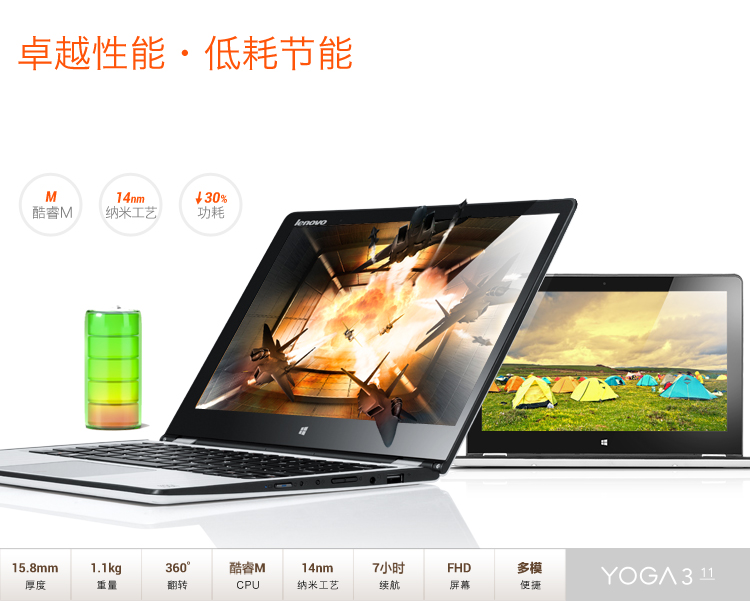 卓越性能·低耗节能
M
酷睿M
14nm
纳米工艺
↓30%
功耗
lenovo
15.8mm
厚度
1.1kg
重量
360°
翻转
酷睿M
CPU
14nm
纳米工艺
7小时
续航
FHD
屏幕
多模
便捷
YOGA 3 11